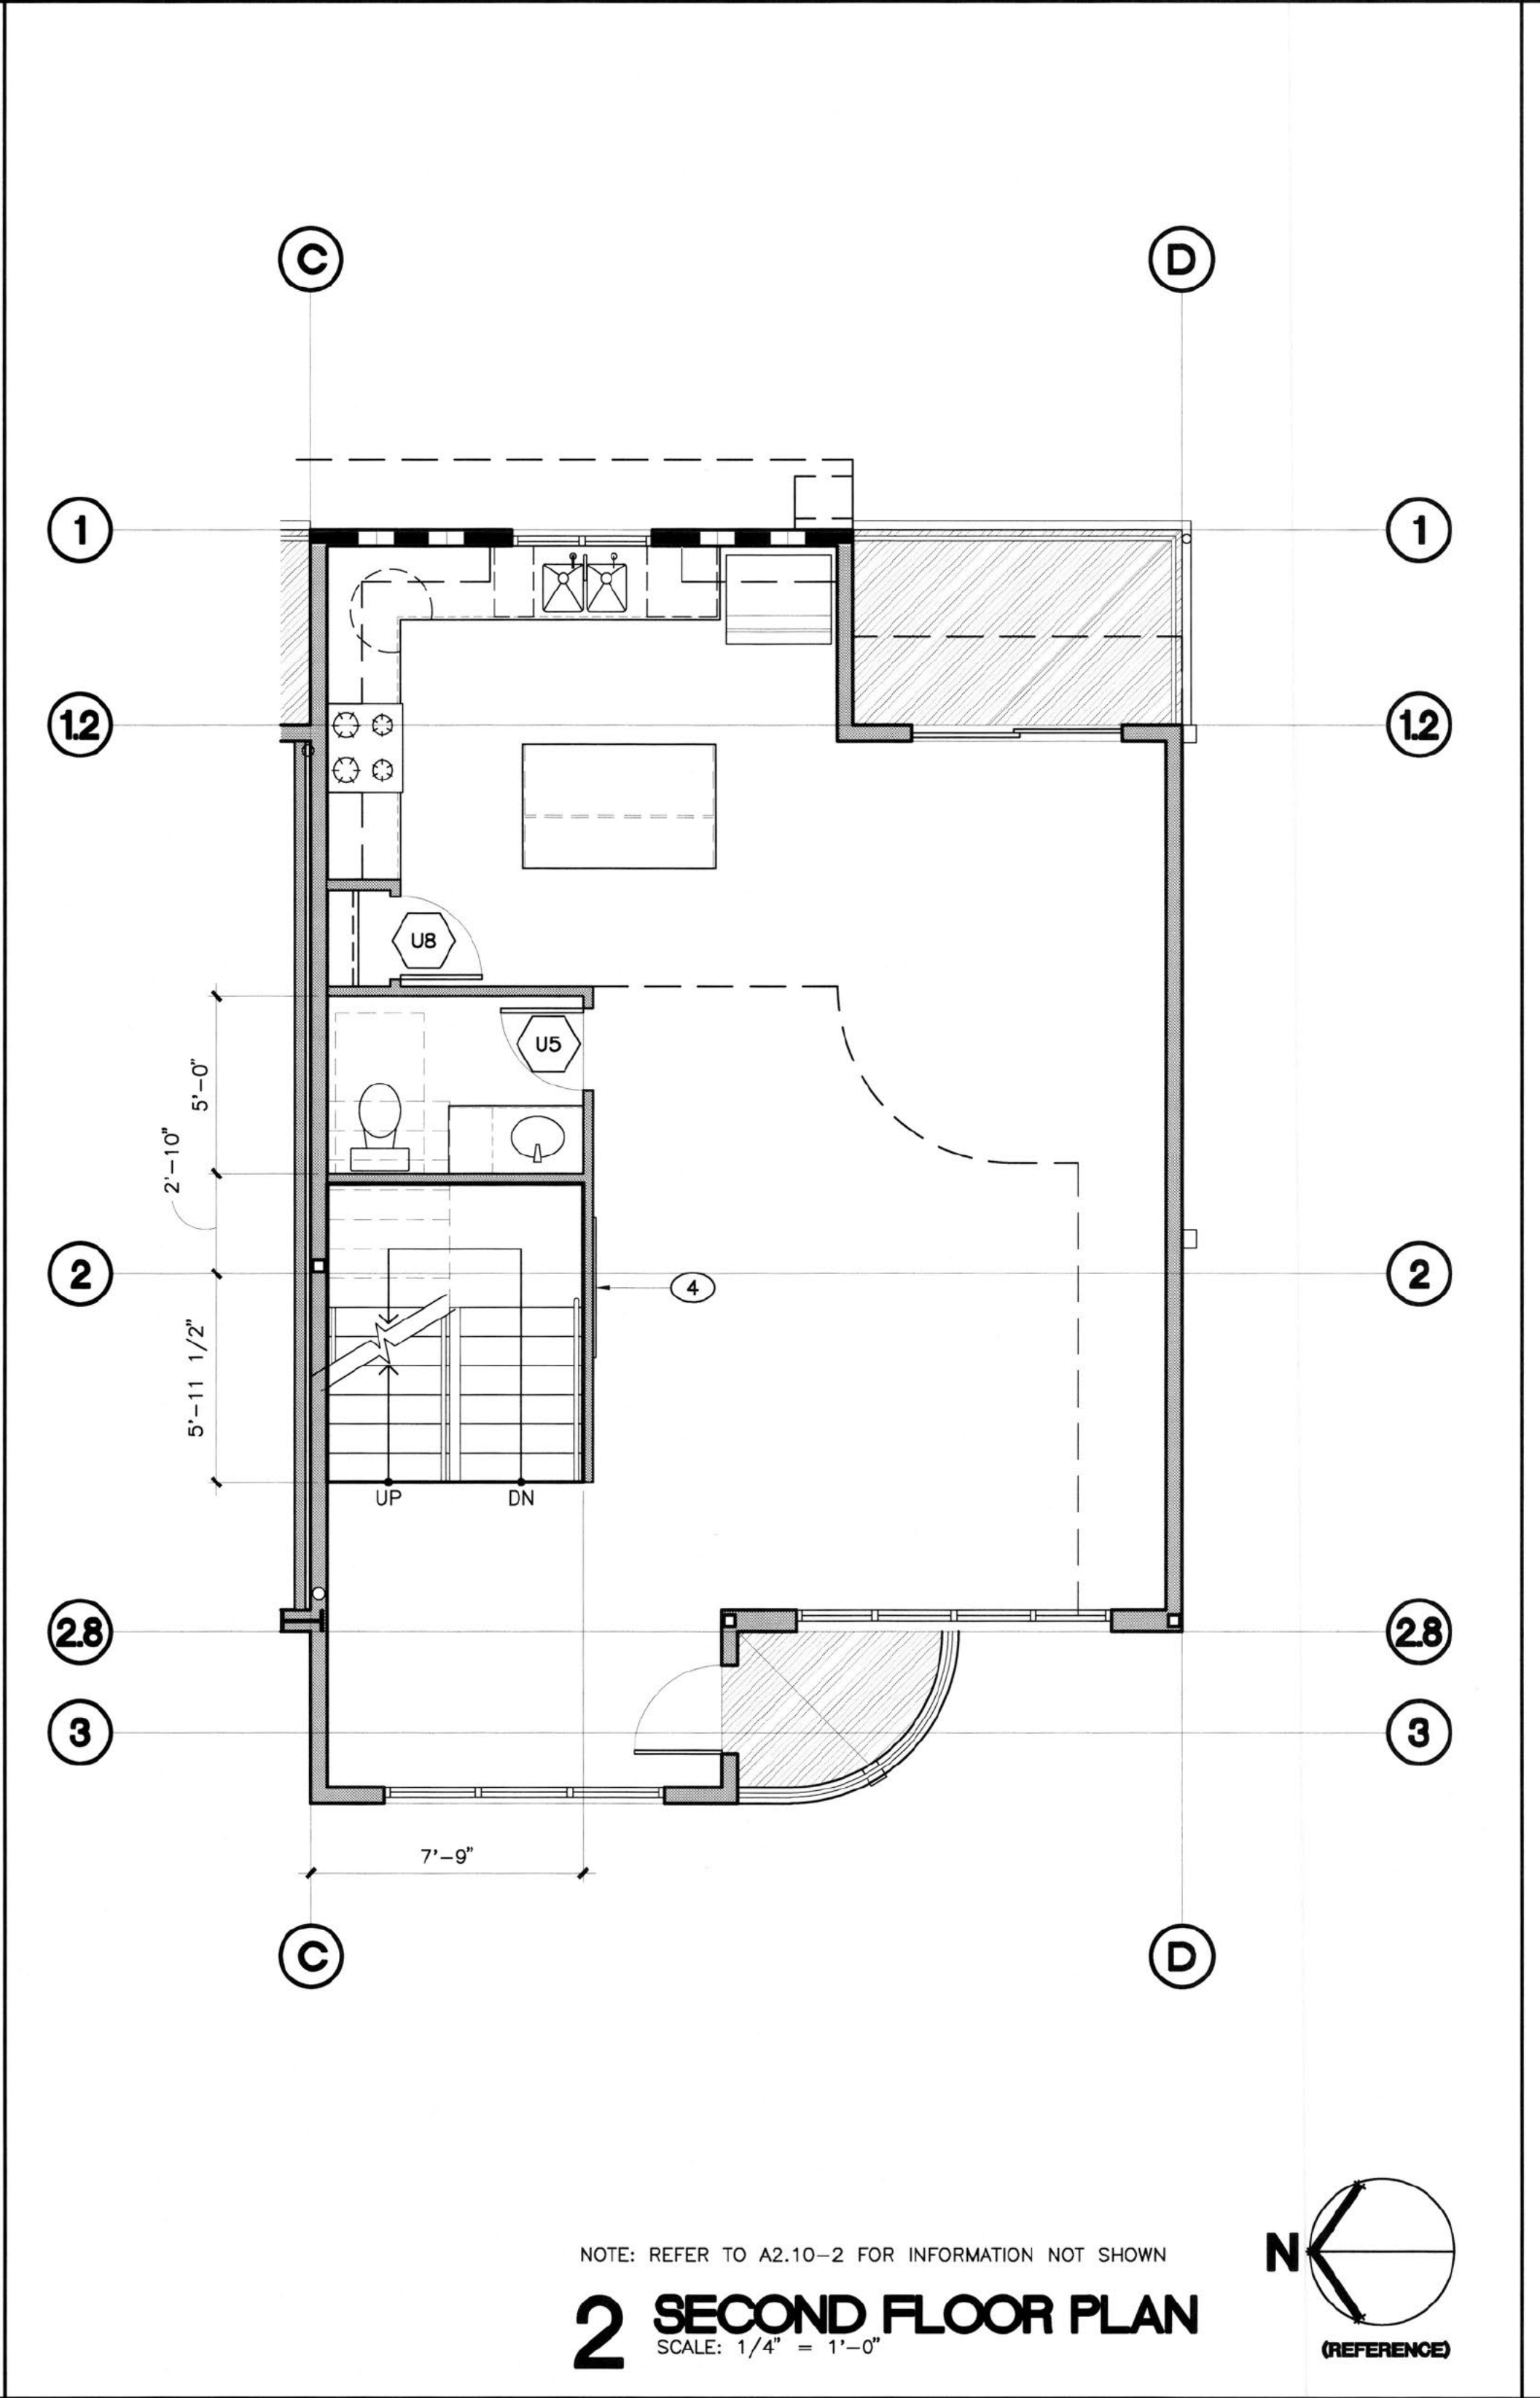 C D
1 1
1.2 1.2
U8
U5
5'-0"
2'-10"
2 2
4
5'-11 1/2"
UP DN
2.8 2.8
3 3
7'-9"
C D
NOTE: REFER TO A2.10-2 FOR INFORMATION NOT SHOWN
N
2 SECOND FLOOR PLAN
SCALE: 1/4" = 1'-0"
(REFERENCE)